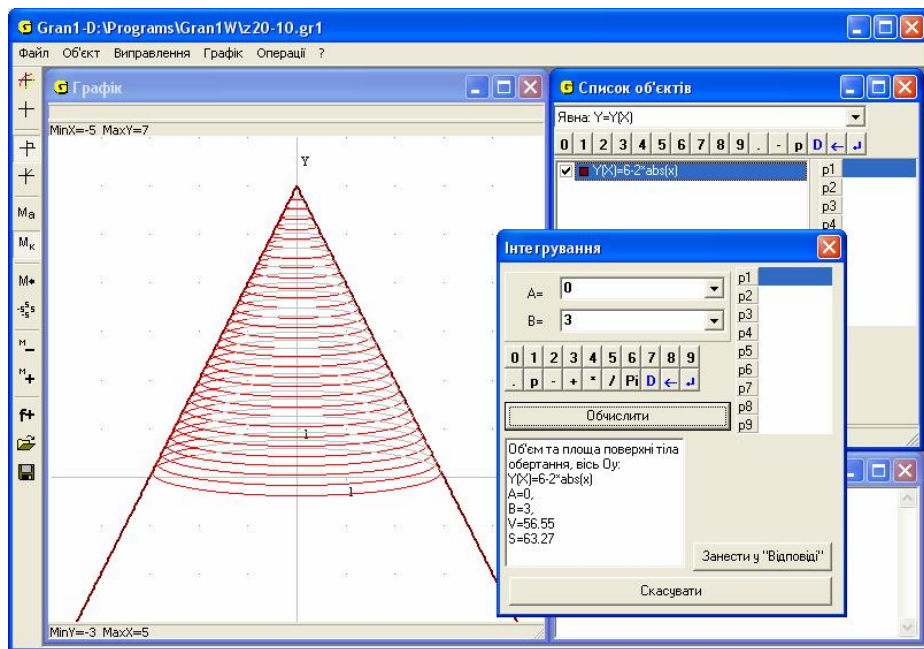 Gran1-D:\Programs\Gran1W\z20-10.gr1
Файл Об'єкт Виправлення Графік Операції ?
Графік
MinX=-5 MaxY=7
Y
1
1
MinY=-3 MaxX=5
Ma
Мк
M
-5
M
M
f+
Список об'єктів
Явна: Y=Y(X)
0 1 2 3 4 5 6 7 8 9 . - p D ← ↲
Y(X)=6-2*abs(x)
p1
p2
p3
p4
Інтегрування
A= 0
B= 3
0 1 2 3 4 5 6 7 8 9
. p - + * / Pi D ← ↲
Обчислити
Об'єм та площа поверхні тіла
обертання, вісь Oy:
Y(X)=6-2*abs(x)
A=0,
B=3,
V=56.55
S=63.27
p1
p2
p3
p4
p5
p6
p7
p8
p9
Занести у "Відповіді"
Скасувати